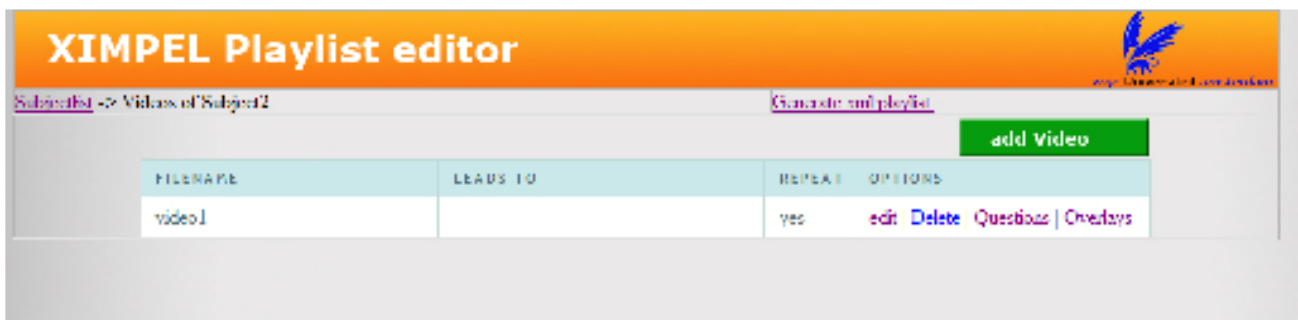 XIMPEL Playlist editor
Subjectlist -> Videos of Subject2 Generate xml playlist
add Video
FILENAME LEADS TO REPEAT OPTIONS
video1 yes edit Delete Questions | Overlays